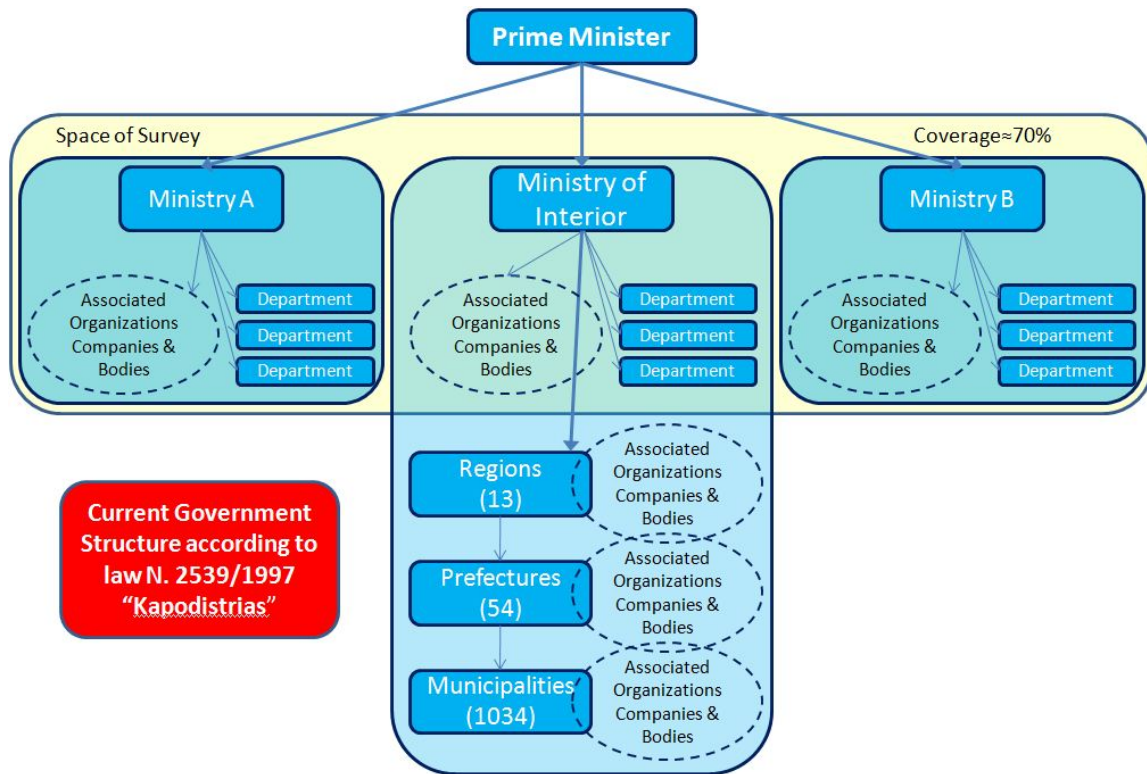 Prime Minister
Space of Survey
Coverage≈70%
Ministry A
Associated
Organizations
Companies &
Bodies
Department
Department
Department
Ministry of
Interior
Associated
Organizations
Companies &
Bodies
Department
Department
Department
Ministry B
Associated
Organizations
Companies &
Bodies
Department
Department
Department
Regions
(13)
Associated
Organizations
Companies &
Bodies
Prefectures
(54)
Associated
Organizations
Companies &
Bodies
Municipalities
(1034)
Associated
Organizations
Companies &
Bodies
Current Government
Structure according to
law N. 2539/1997
“Kapodistrias”